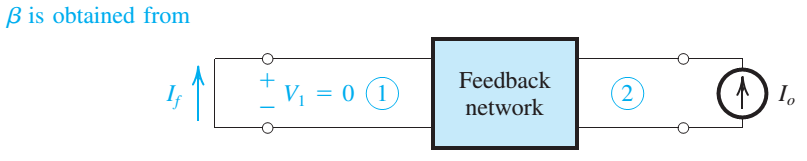 β is obtained from
I_f + − V_1 = 0 1 Feedback network 2 I_o